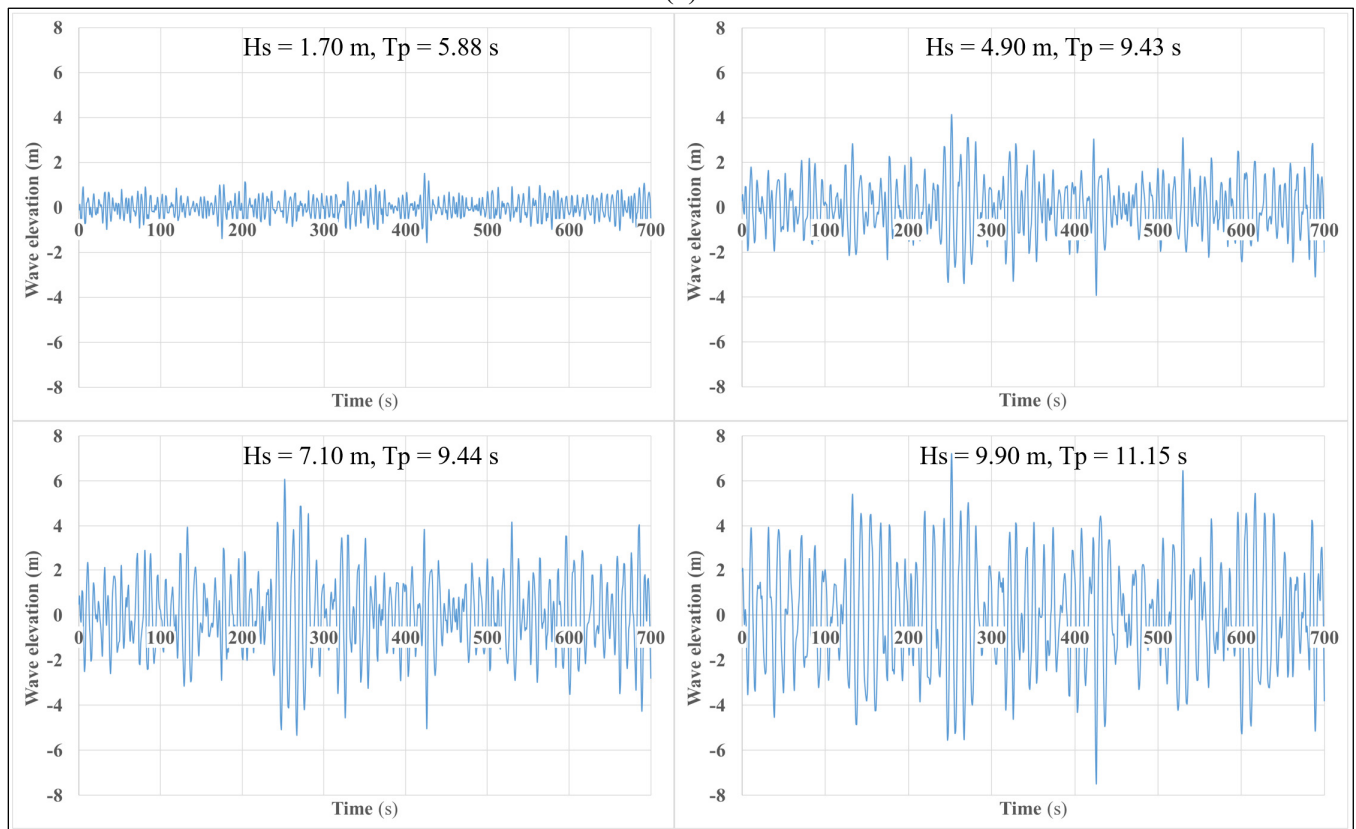 Hs = 1.70 m, Tp = 5.88 s
8
6
4
2
0
-2
-4
-6
-8
Wave elevation (m)
0 100 200 300 400 500 600 700
Time (s)
Hs = 4.90 m, Tp = 9.43 s
8
6
4
2
0
-2
-4
-6
-8
Wave elevation (m)
0 100 200 300 400 500 600 700
Time (s)
Hs = 7.10 m, Tp = 9.44 s
8
6
4
2
0
-2
-4
-6
-8
Wave elevation (m)
0 100 200 300 400 500 600 700
Time (s)
Hs = 9.90 m, Tp = 11.15 s
8
6
4
2
0
-2
-4
-6
-8
Wave elevation (m)
0 100 200 300 400 500 600 700
Time (s)